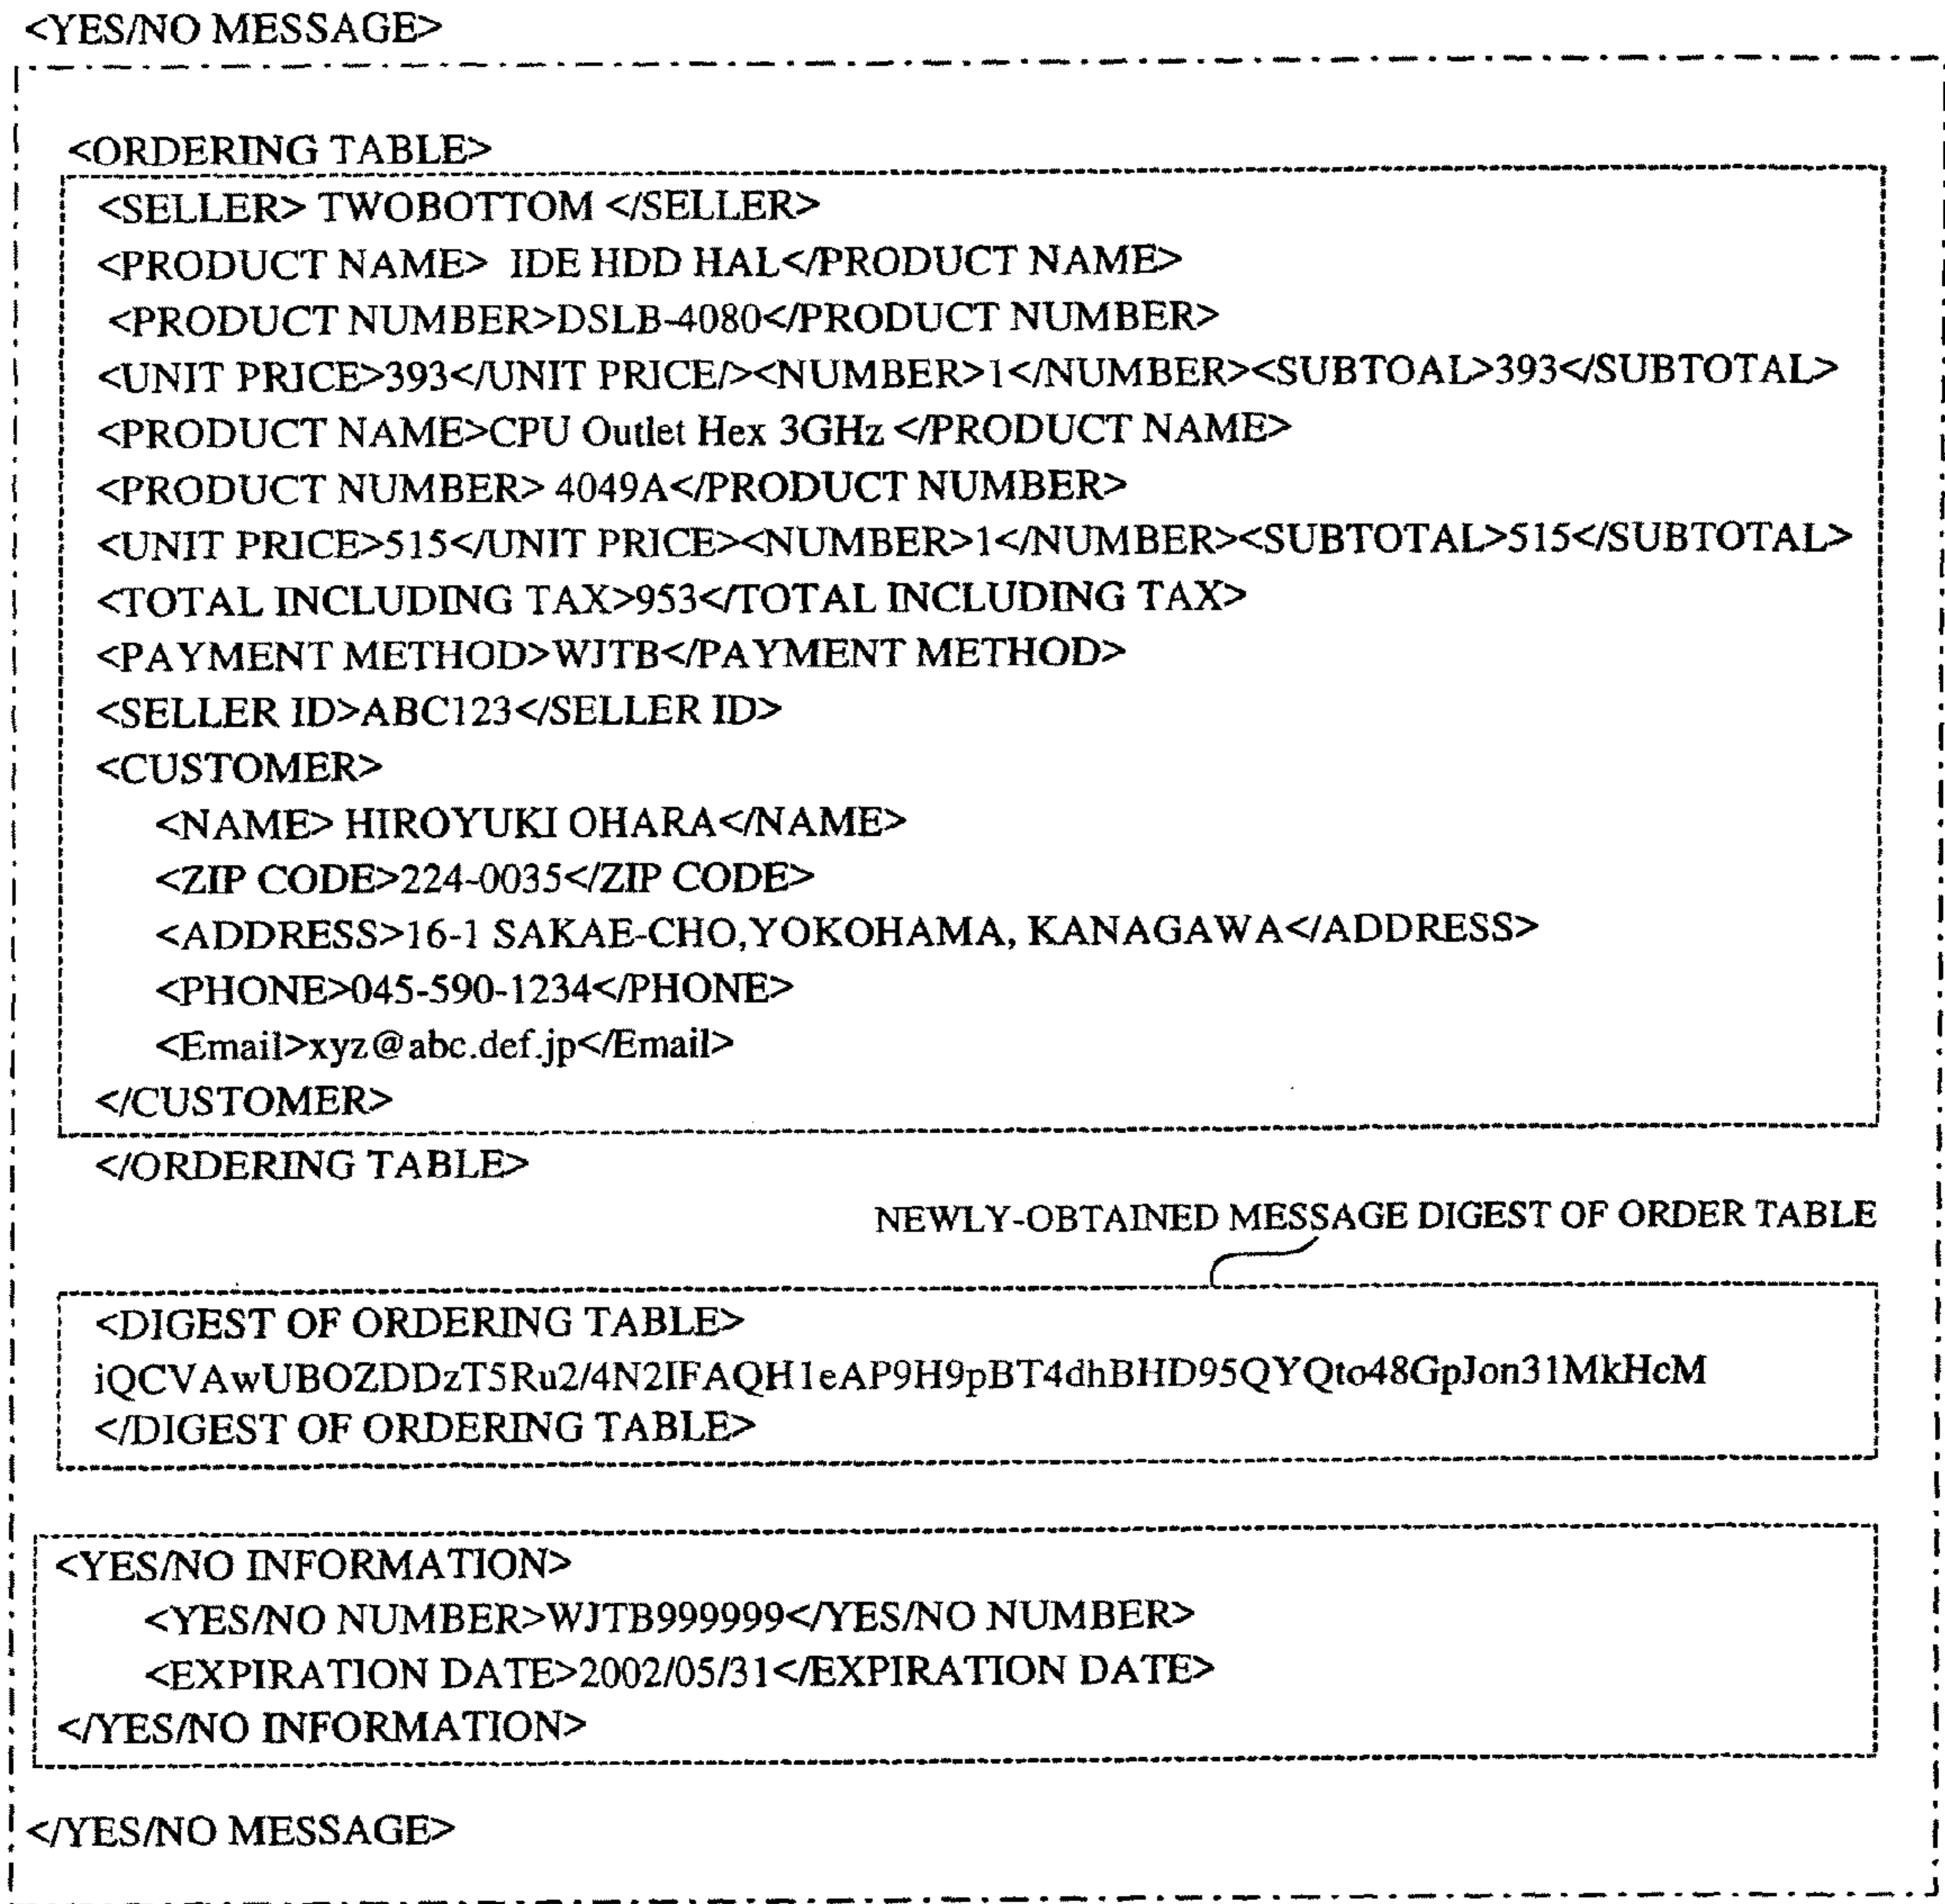 <YES/NO MESSAGE>
<ORDERING TABLE>
<SELLER> TWOBOTTOM </SELLER>
<PRODUCT NAME> IDE HDD HAL</PRODUCT NAME>
<PRODUCT NUMBER>DSLB-4080</PRODUCT NUMBER>
<UNIT PRICE>393</UNIT PRICE/><NUMBER>1</NUMBER><SUBTOAL>393</SUBTOTAL>
<PRODUCT NAME>CPU Outlet Hex 3GHz </PRODUCT NAME>
<PRODUCT NUMBER> 4049A</PRODUCT NUMBER>
<UNIT PRICE>515</UNIT PRICE><NUMBER>1</NUMBER><SUBTOTAL>515</SUBTOTAL>
<TOTAL INCLUDING TAX>953</TOTAL INCLUDING TAX>
<PAYMENT METHOD>WJTB</PAYMENT METHOD>
<SELLER ID>ABC123</SELLER ID>
<CUSTOMER>
<NAME> HIROYUKI OHARA</NAME>
<ZIP CODE>224-0035</ZIP CODE>
<ADDRESS>16-1 SAKAE-CHO,YOKOHAMA, KANAGAWA</ADDRESS>
<PHONE>045-590-1234</PHONE>
<Email>xyz@abc.def.jp</Email>
</CUSTOMER>
</ORDERING TABLE>
NEWLY-OBTAINED MESSAGE DIGEST OF ORDER TABLE
<DIGEST OF ORDERING TABLE>
iQCVAwUBOZDDzT5Ru2/4N2IFAQH1eAP9H9pBT4dhBHD95QYQto48GpJon31MkHcM
</DIGEST OF ORDERING TABLE>
<YES/NO INFORMATION>
<YES/NO NUMBER>WJTB999999</YES/NO NUMBER>
<EXPIRATION DATE>2002/05/31</EXPIRATION DATE>
</YES/NO INFORMATION>
</YES/NO MESSAGE>